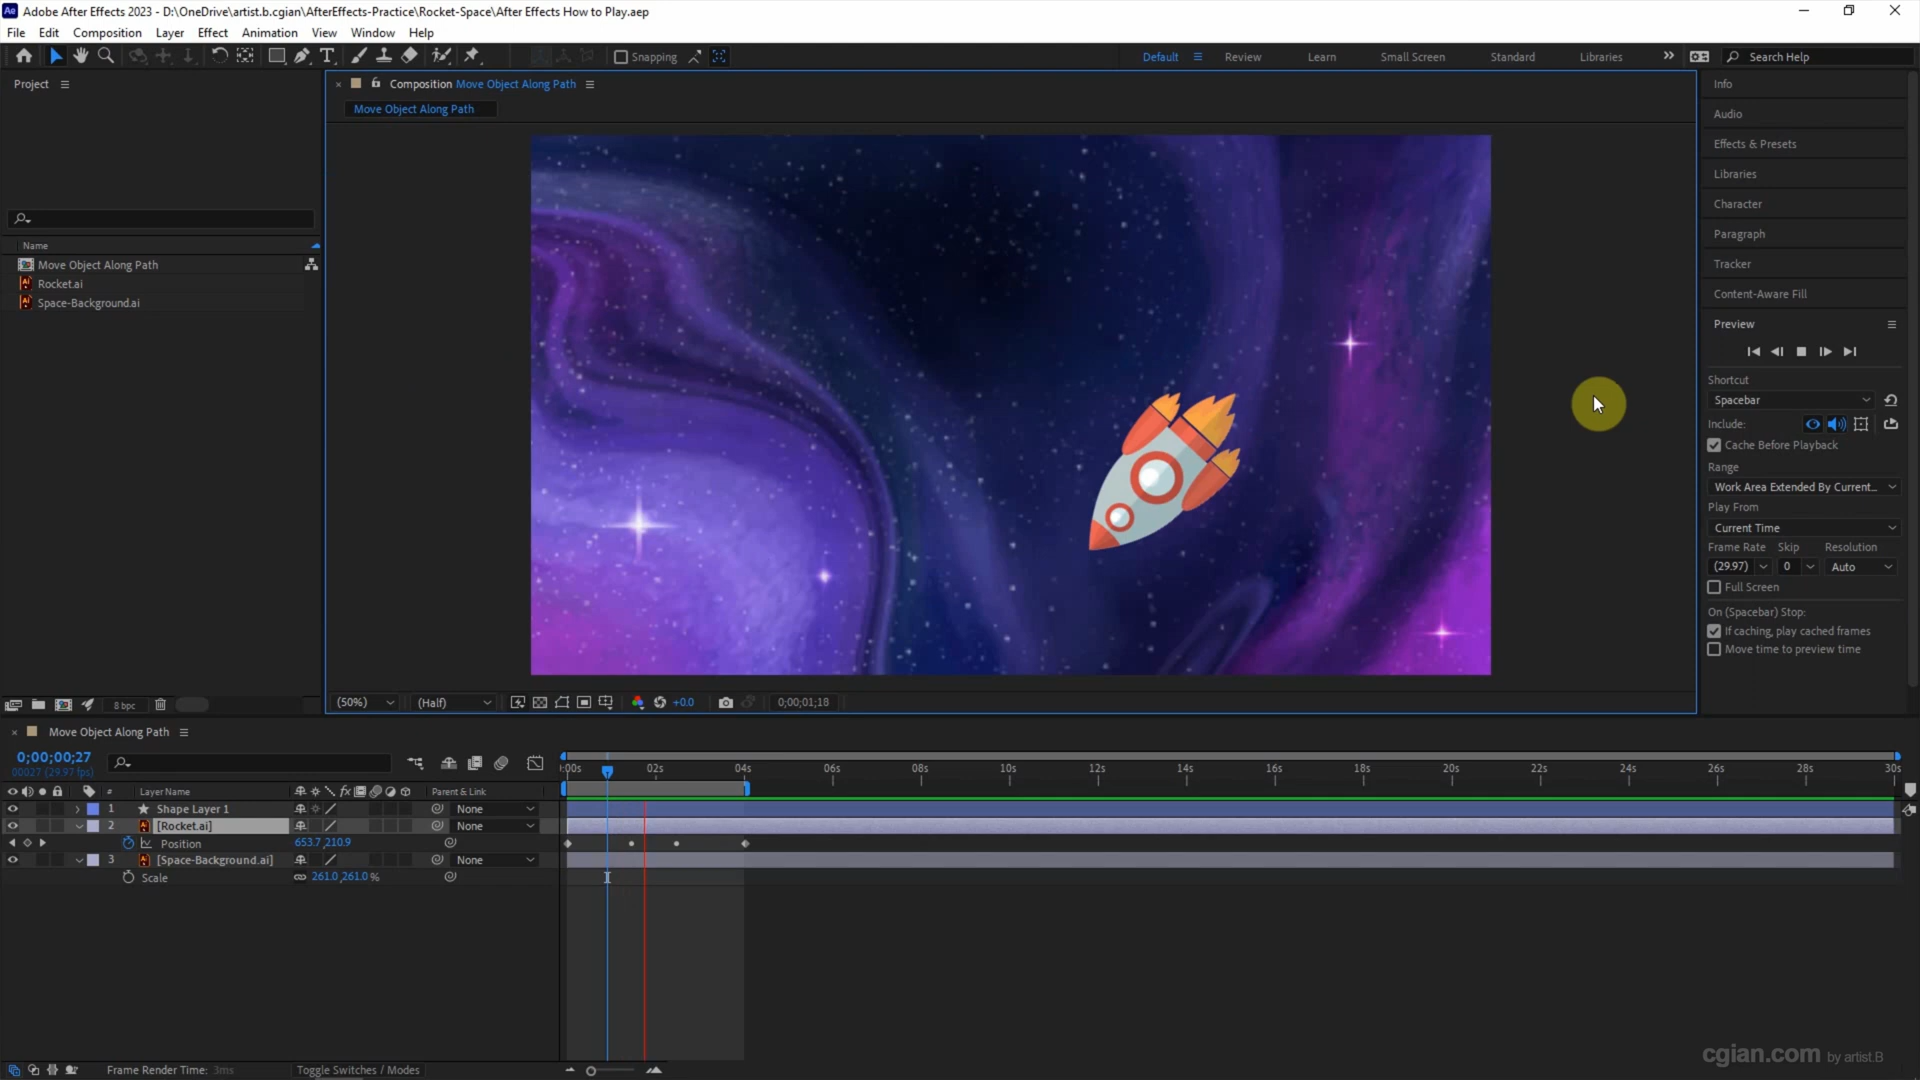 Ae Adobe After Effects 2023 - D:\OneDrive\artist.b.cgian\AfterEffects-Practice\Rocket-Space\After Effects How to Play.aep
File Edit Composition Layer Effect Animation View Window Help
Snapping Default Review Learn Small Screen Standard Libraries Search Help
Project
Composition Move Object Along Path
Move Object Along Path
Name
Move Object Along Path
Rocket.ai
Space-Background.ai
8 bpc
(50%) (Half) +0.0 0;00;01;18
Info
Audio
Effects & Presets
Libraries
Character
Paragraph
Tracker
Content-Aware Fill
Preview
Shortcut
Spacebar
Include:
Cache Before Playback
Range
Work Area Extended By Current...
Play From
Current Time
Frame Rate Skip Resolution
(29.97) 0 Auto
Full Screen
On (Spacebar) Stop:
If caching, play cached frames
Move time to preview time
Move Object Along Path
0;00;00;27
00027 (29.97 fps)
:00s 02s 04s 06s 08s 10s 12s 14s 16s 18s 20s 22s 24s 26s 28s 30s
# Layer Name fx Parent & Link
1 Shape Layer 1 None
2 [Rocket.ai] None
Position 653.7,210.9
3 [Space-Background.ai] None
Scale 261.0,261.0%
Frame Render Time: 3ms Toggle Switches / Modes
cgian.com by artist.B